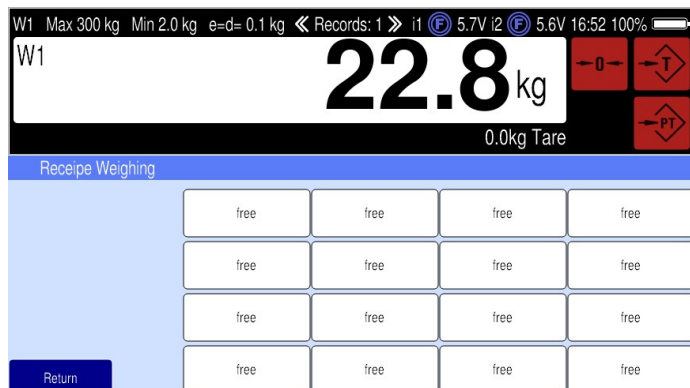 W1 Max 300 kg Min 2.0 kg e=d= 0.1 kg ≪ Records: 1 ≫ i1 F 5.7V i2 F 5.6V 16:52 100%
W1
22.8 kg
→0← →T
→PT
0.0kg Tare
Receipe Weighing
free free free free
free free free free
free free free free
free free free free
Return